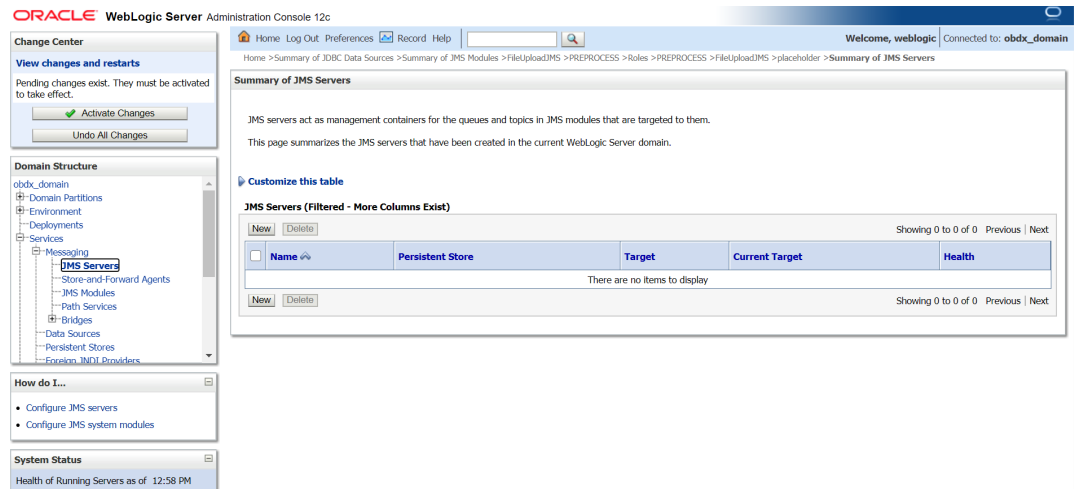 ORACLE WebLogic Server Administration Console 12c
Change Center
View changes and restarts
Pending changes exist. They must be activated
to take effect.
Activate Changes
Undo All Changes
Domain Structure
obdx_domain
Domain Partitions
Environment
Deployments
Services
Messaging
JMS Servers
Store-and-Forward Agents
JMS Modules
Path Services
Bridges
Data Sources
Persistent Stores
Foreign JNDI Providers
How do I...
Configure JMS servers
Configure JMS system modules
System Status
Health of Running Servers as of 12:58 PM
Home Log Out Preferences Record Help
Welcome, weblogic Connected to: obdx_domain
Home >Summary of JDBC Data Sources >Summary of JMS Modules >FileUploadJMS >PREPROCESS >Roles >PREPROCESS >FileUploadJMS >placeholder >Summary of JMS Servers
Summary of JMS Servers
JMS servers act as management containers for the queues and topics in JMS modules that are targeted to them.
This page summarizes the JMS servers that have been created in the current WebLogic Server domain.
Customize this table
JMS Servers (Filtered - More Columns Exist)
New Delete Showing 0 to 0 of 0 Previous | Next
Name Persistent Store Target Current Target Health
There are no items to display
New Delete Showing 0 to 0 of 0 Previous | Next